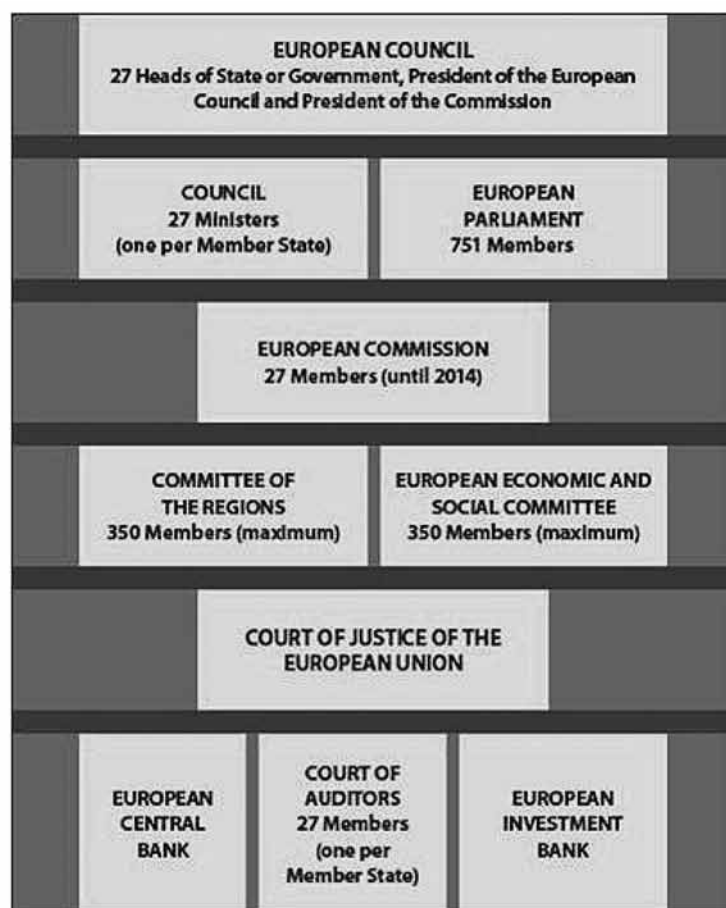 EUROPEAN COUNCIL
27 Heads of State or Government, President of the European
Council and President of the Commission
COUNCIL
27 Ministers
(one per Member State)
EUROPEAN
PARLIAMENT
751 Members
EUROPEAN COMMISSION
27 Members (until 2014)
COMMITTEE OF
THE REGIONS
350 Members (maximum)
EUROPEAN ECONOMIC AND
SOCIAL COMMITTEE
350 Members (maximum)
COURT OF JUSTICE OF THE
EUROPEAN UNION
EUROPEAN
CENTRAL
BANK
COURT OF
AUDITORS
27 Members
(one per
Member State)
EUROPEAN
INVESTMENT
BANK